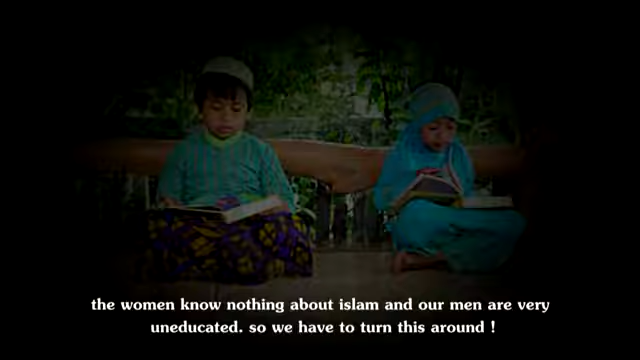 the women know nothing about islam and our men are very
uneducated. so we have to turn this around !